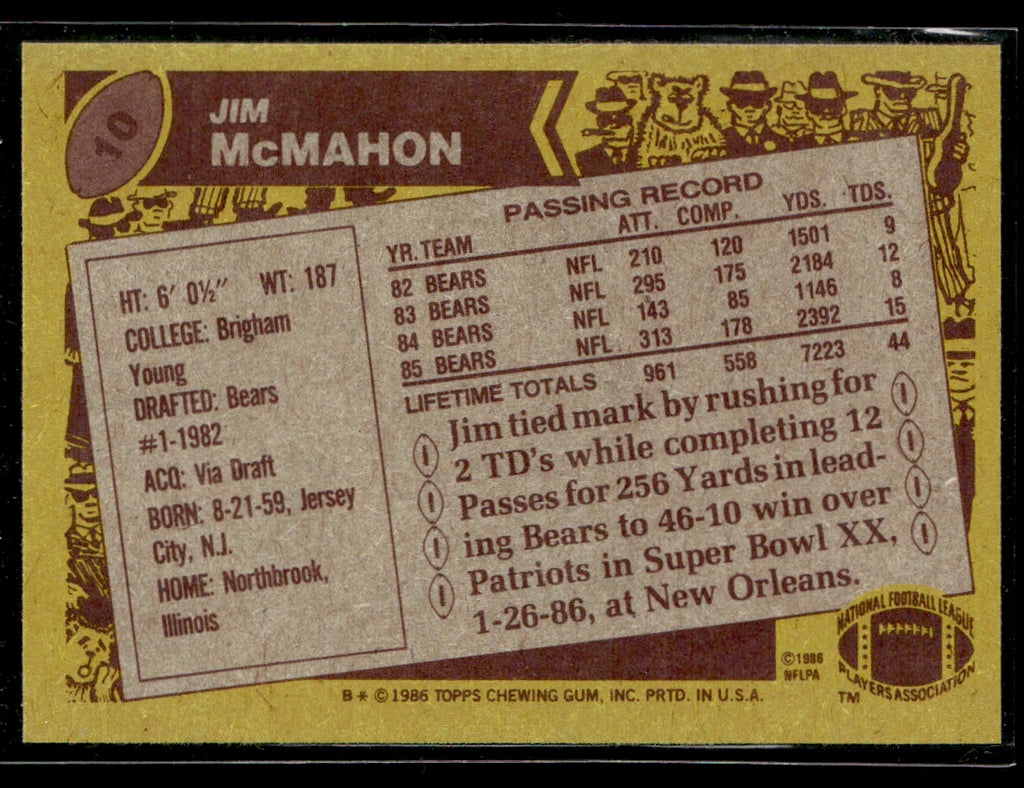 10
JIM
McMAHON
HT: 6' 0½" WT: 187
COLLEGE: Brigham
Young
DRAFTED: Bears
#1-1982
ACQ: Via Draft
BORN: 8-21-59, Jersey
City, N.J.
HOME: Northbrook,
Illinois
PASSING RECORD
YR. TEAM ATT. COMP. YDS. TDS.
82 BEARS NFL 210 120 1501 9
83 BEARS NFL 295 175 2184 12
84 BEARS NFL 143 85 1146 8
85 BEARS NFL 313 178 2392 15
LIFETIME TOTALS 961 558 7223 44
Jim tied mark by rushing for
2 TD's while completing 12
Passes for 256 Yards in lead-
ing Bears to 46-10 win over
Patriots in Super Bowl XX,
1-26-86, at New Orleans.
NATIONAL FOOTBALL LEAGUE
PLAYERS ASSOCIATION
TM
©1986
NFLPA
B * © 1986 TOPPS CHEWING GUM, INC. PRTD. IN U.S.A.